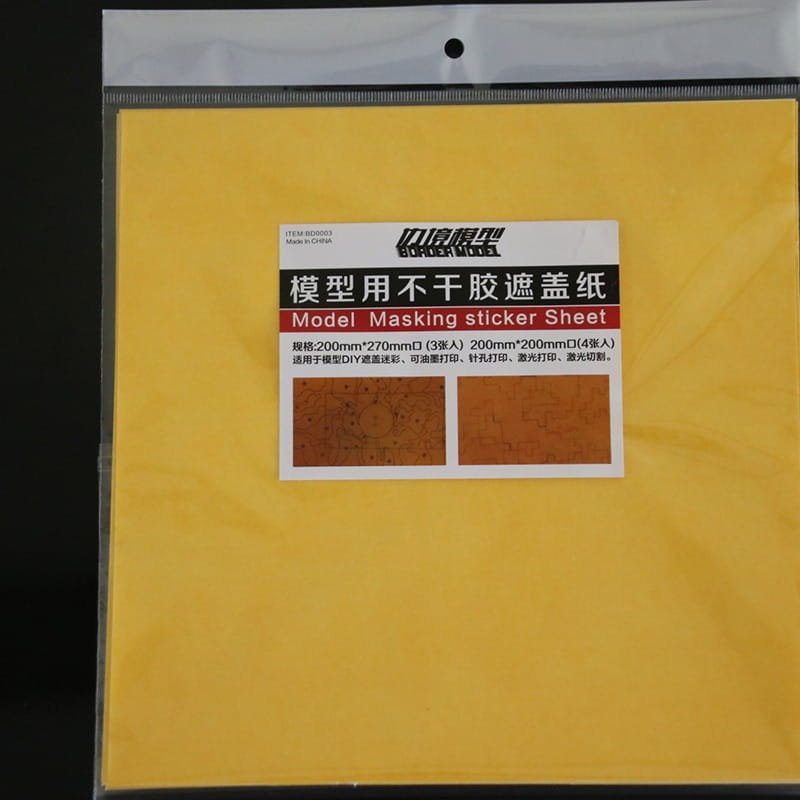 ITEM:BD0003
Made In CHINA
边境模型
BORDER MODEL
模型用不干胶遮盖纸
Model Masking sticker Sheet
规格:200mm*270mm口 (3张入) 200mm*200mm口(4张入)
适用于模型DIY遮盖迷彩、可油墨打印、针孔打印、激光打印、激光切割。